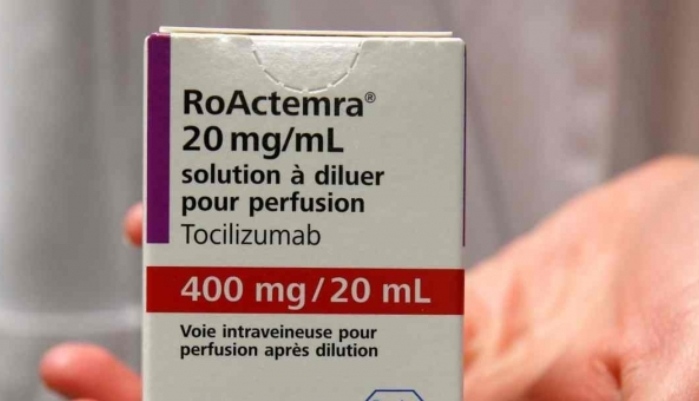 RoActemra®
20 mg/mL
solution à diluer
pour perfusion
Tocilizumab
400 mg/20 mL
Voie intraveineuse pour
perfusion après dilution